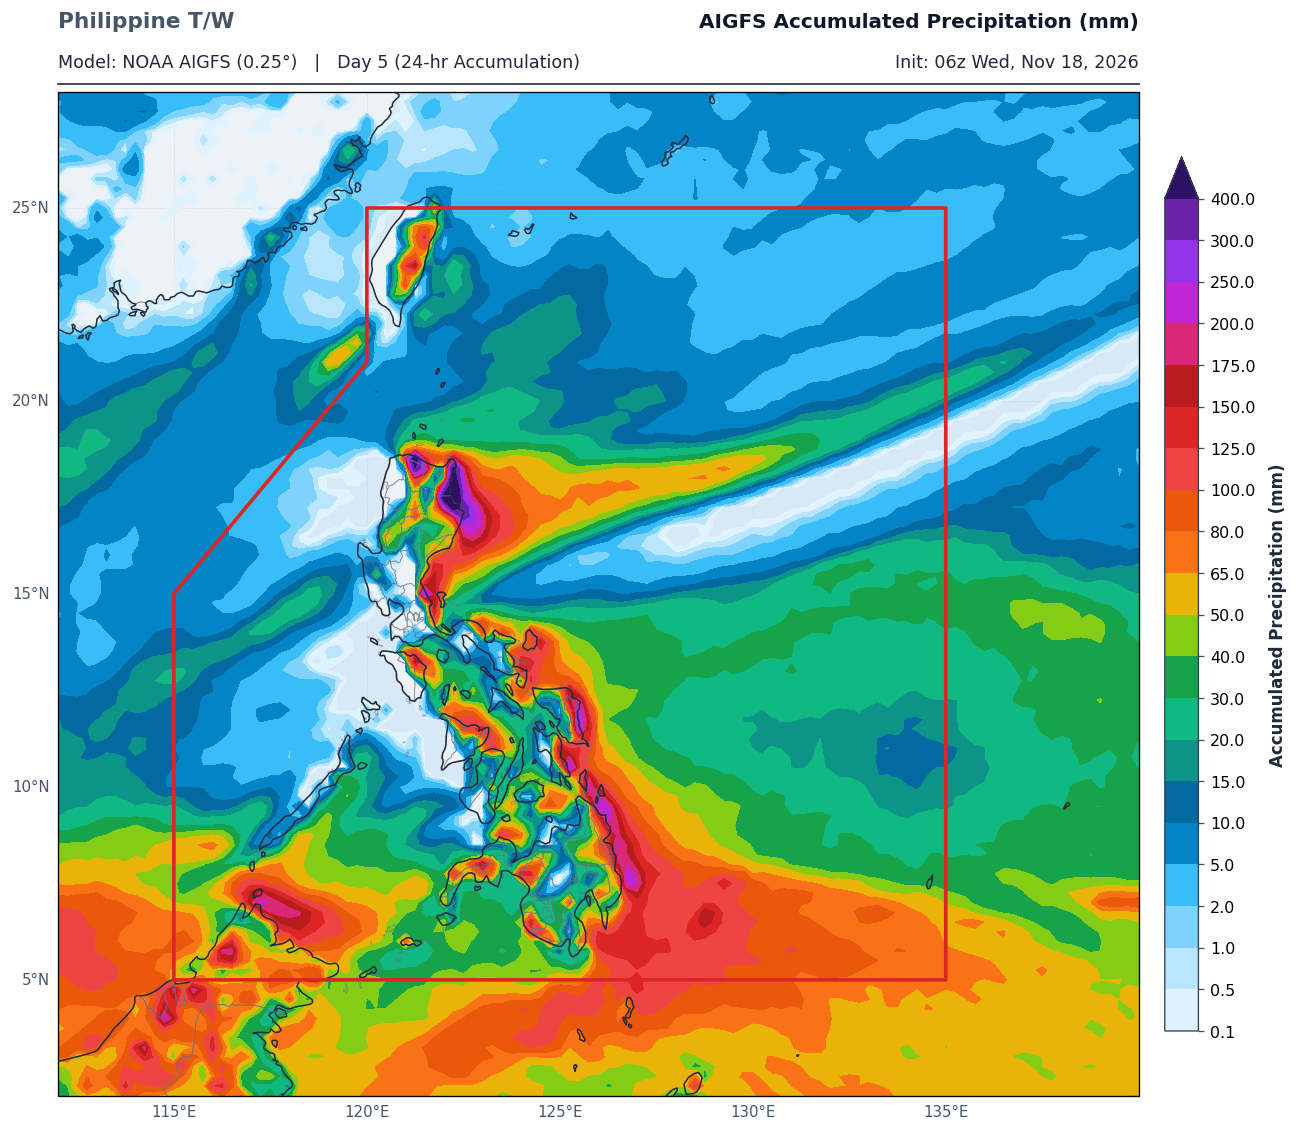 Philippine T/W
AIGFS Accumulated Precipitation (mm)
Model: NOAA AIGFS (0.25°)   |   Day 5 (24-hr Accumulation)
Init: 06z Wed, Nov 18, 2026
25°N
20°N
15°N
10°N
5°N
115°E
120°E
125°E
130°E
135°E
400.0
300.0
250.0
200.0
175.0
150.0
125.0
100.0
80.0
65.0
50.0
40.0
30.0
20.0
15.0
10.0
5.0
2.0
1.0
0.5
0.1
Accumulated Precipitation (mm)